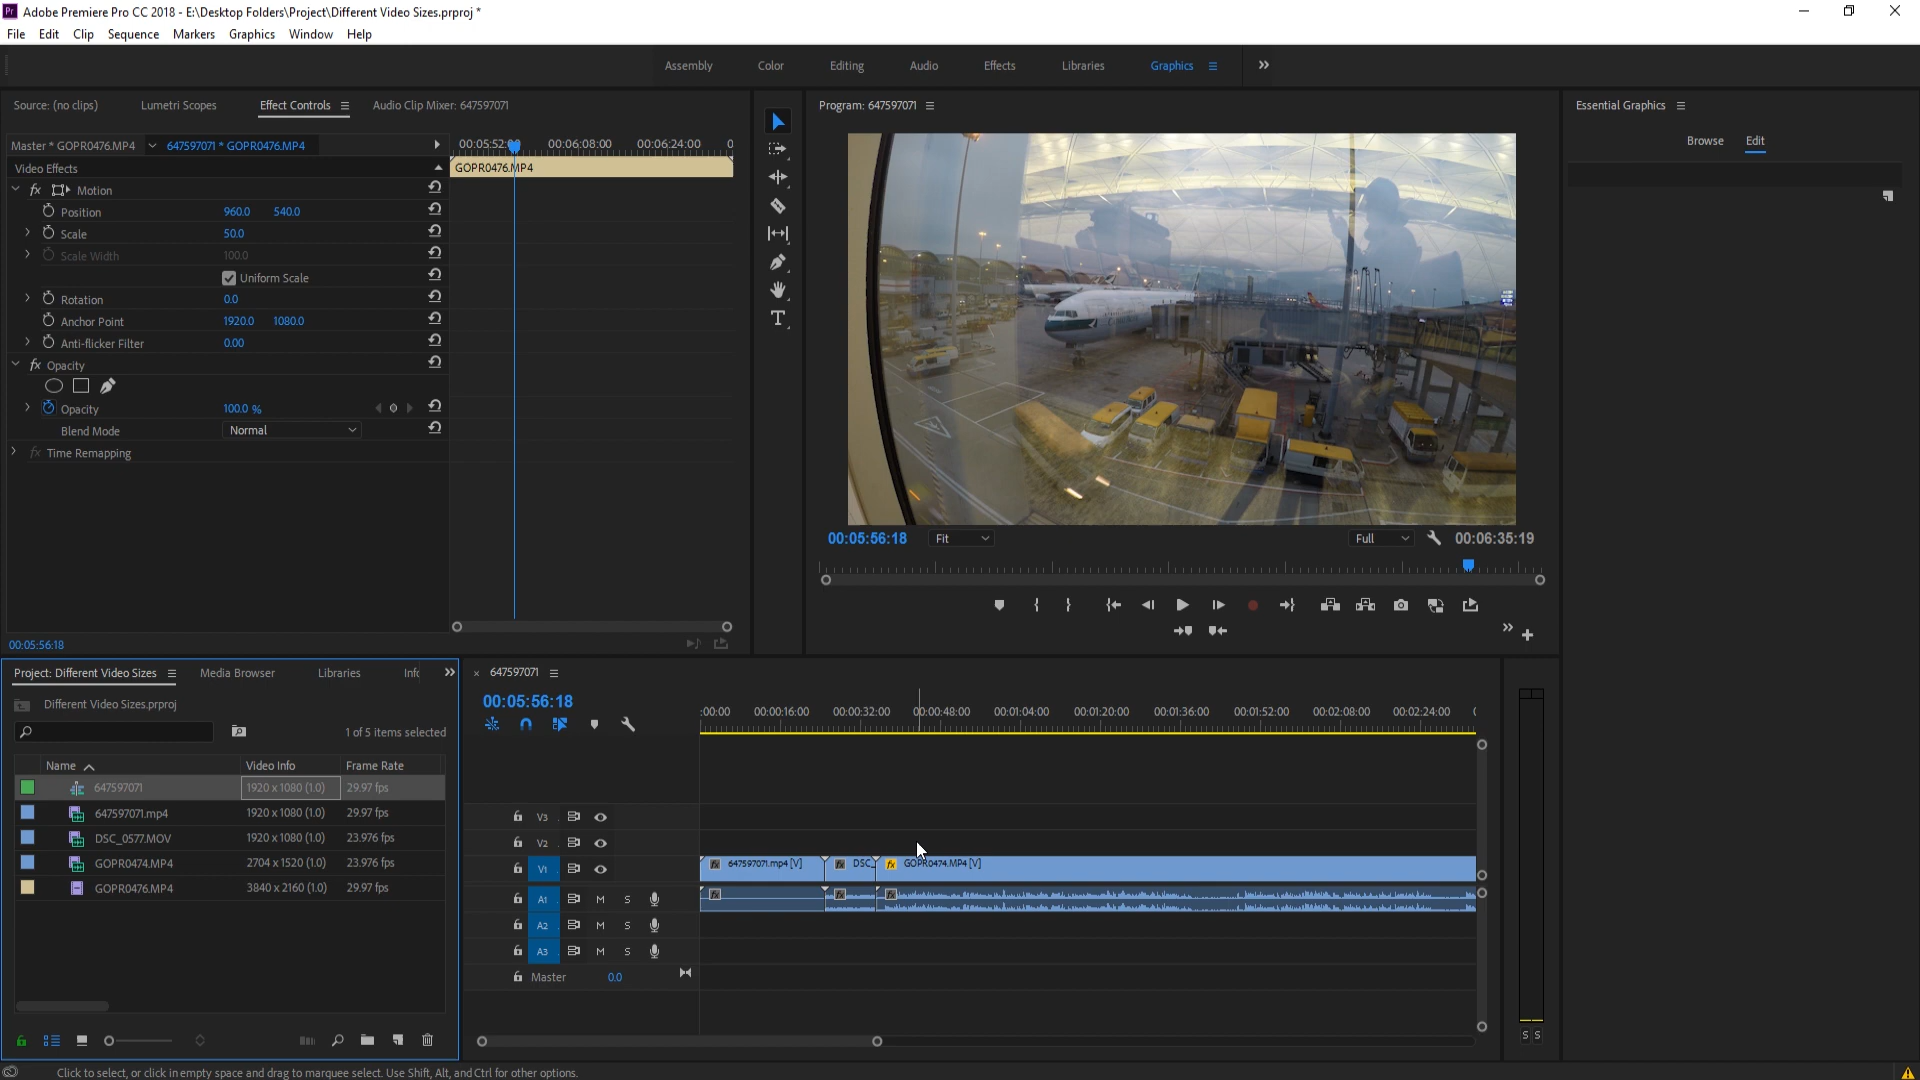 Adobe Premiere Pro CC 2018 - E:\Desktop Folders\Project\Different Video Sizes.prproj *
File Edit Clip Sequence Markers Graphics Window Help
Assembly Color Editing Audio Effects Libraries Graphics
Source: (no clips) Lumetri Scopes Effect Controls Audio Clip Mixer: 647597071
Program: 647597071
Essential Graphics
Browse Edit
Master * GOPR0476.MP4 647597071 * GOPR0476.MP4
00:05:52:00 00:06:08:00 00:06:24:00 0
Video Effects
GOPR0476.MP4
fx Motion
Position 960.0 540.0
Scale 50.0
Scale Width 100.0
Uniform Scale
Rotation 0.0
Anchor Point 1920.0 1080.0
Anti-flicker Filter 0.00
fx Opacity
Opacity 100.0 %
Blend Mode Normal
fx Time Remapping
00:05:56:18
00:05:56:18 Fit Full 00:06:35:19
Project: Different Video Sizes Media Browser Libraries Info
Different Video Sizes.prproj
1 of 5 items selected
Name Video Info Frame Rate
647597071 1920 x 1080 (1.0) 29.97 fps
647597071.mp4 1920 x 1080 (1.0) 29.97 fps
DSC_0577.MOV 1920 x 1080 (1.0) 23.976 fps
GOPR0474.MP4 2704 x 1520 (1.0) 23.976 fps
GOPR0476.MP4 3840 x 2160 (1.0) 29.97 fps
× 647597071
00:05:56:18
:00:00 00:00:16:00 00:00:32:00 00:00:48:00 00:01:04:00 00:01:20:00 00:01:36:00 00:01:52:00 00:02:08:00 00:02:24:00
V3
V2
V1
647597071.mp4 [V] DSC_ GOPR0474.MP4 [V]
A1 M S
A2 M S
A3 M S
Master 0.0
S S
Click to select, or click in empty space and drag to marquee select. Use Shift, Alt, and Ctrl for other options.